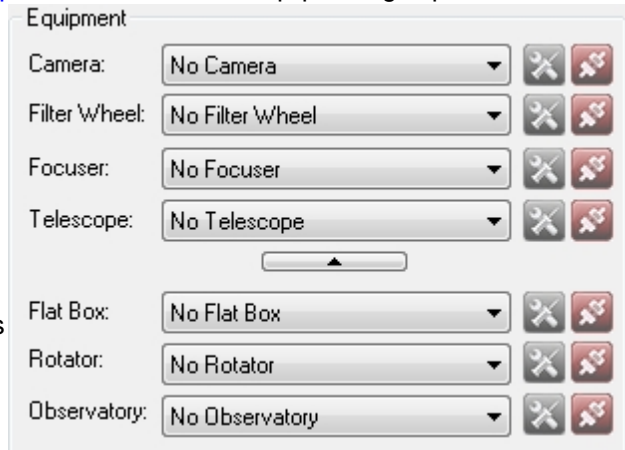 Equipment
Camera: No Camera
Filter Wheel: No Filter Wheel
Focuser: No Focuser
Telescope: No Telescope
Flat Box: No Flat Box
s
Rotator: No Rotator
Observatory: No Observatory